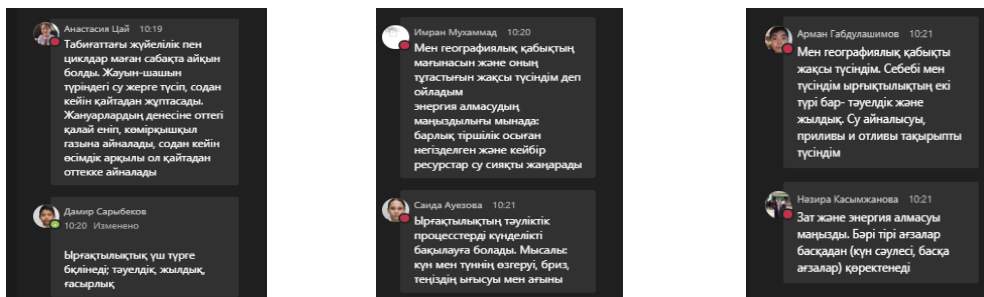 Анастасия Цай 10:19
Табиғаттағы жүйелілік пен
циклдар маған сабақта айқын
болды. Жауын-шашын
түріндегі су жерге түсіп, содан
кейін қайтадан жұптасады.
Жануарлардың денесіне оттегі
қалай еніп, көмірқышқыл
газына айналады, содан кейін
өсімдік арқылы ол қайтадан
оттекке айналады
Дамир Сарыбеков
10:20 Изменено
Ырғақтылықтың үш түрге
бқлінеді; тәуелдік, жылдық,
ғасырлық
Имран Мухаммад 10:20
Мен географиялық қабықтың
мағынасын және оның
тұтастығын жақсы түсіндім деп
ойладым
энергия алмасудың
маңыздылығы мынада:
барлық тіршілік осыған
негізделген және кейбір
ресурстар су сияқты жаңарады
Саида Ауезова 10:21
Ырғақтылықтың тәуліктік
процесстерді күнделікті
бақылауға болады. Мысалы:
күн мен түннің өзгеруі, бриз,
теңіздің ығысуы мен ағыны
Арман Габдулашимов 10:21
Мен географиялық қабықты
жақсы түсіндім. Себебі мен
түсіндім ырғақтылықтың екі
түрі бар- тәуелдік және
жылдық. Су айналысуы,
приливы и отливы тақырыпты
түсіндім
Нәзира Касымжанова 10:21
Зат және энергия алмасуы
маңызды. Бәрі тірі ағзалар
басқадан (күн сәулесі, басқа
ағзалар) қөректенеді